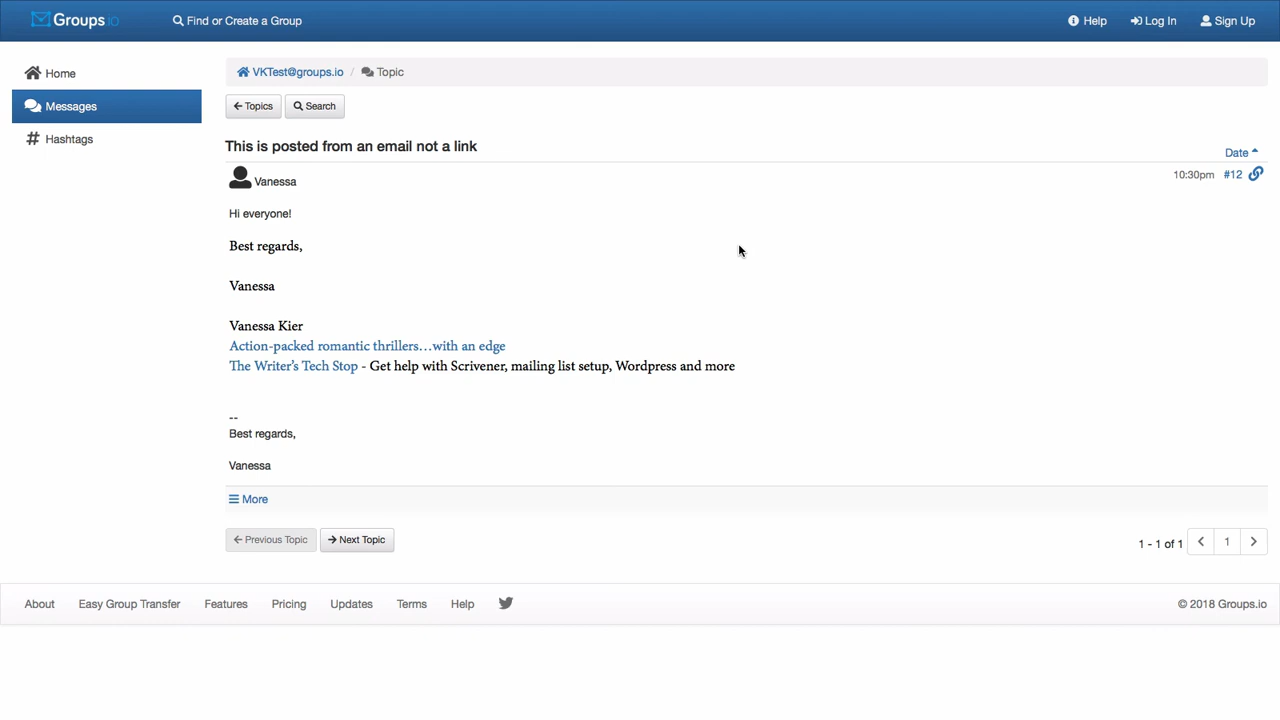 Groups.io
Find or Create a Group
Help
Log In
Sign Up
Home
Messages
Hashtags
VKTest@groups.io / Topic
Topics
Search
This is posted from an email not a link
Date
Vanessa
10:30pm #12
Hi everyone!
Best regards,
Vanessa
Vanessa Kier
Action-packed romantic thrillers…with an edge
The Writer’s Tech Stop - Get help with Scrivener, mailing list setup, Wordpress and more
--
Best regards,
Vanessa
More
Previous Topic
Next Topic
1 - 1 of 1
1
About Easy Group Transfer Features Pricing Updates Terms Help
© 2018 Groups.io